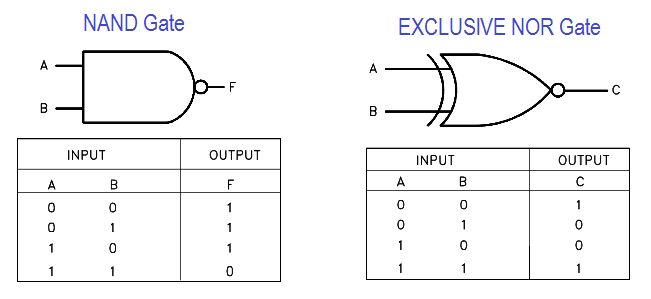 NAND Gate
A
B
F
INPUT OUTPUT
A B F
0 0 1
0 1 1
1 0 1
1 1 0
EXCLUSIVE NOR Gate
A
B
C
INPUT OUTPUT
A B C
0 0 1
0 1 0
1 0 0
1 1 1